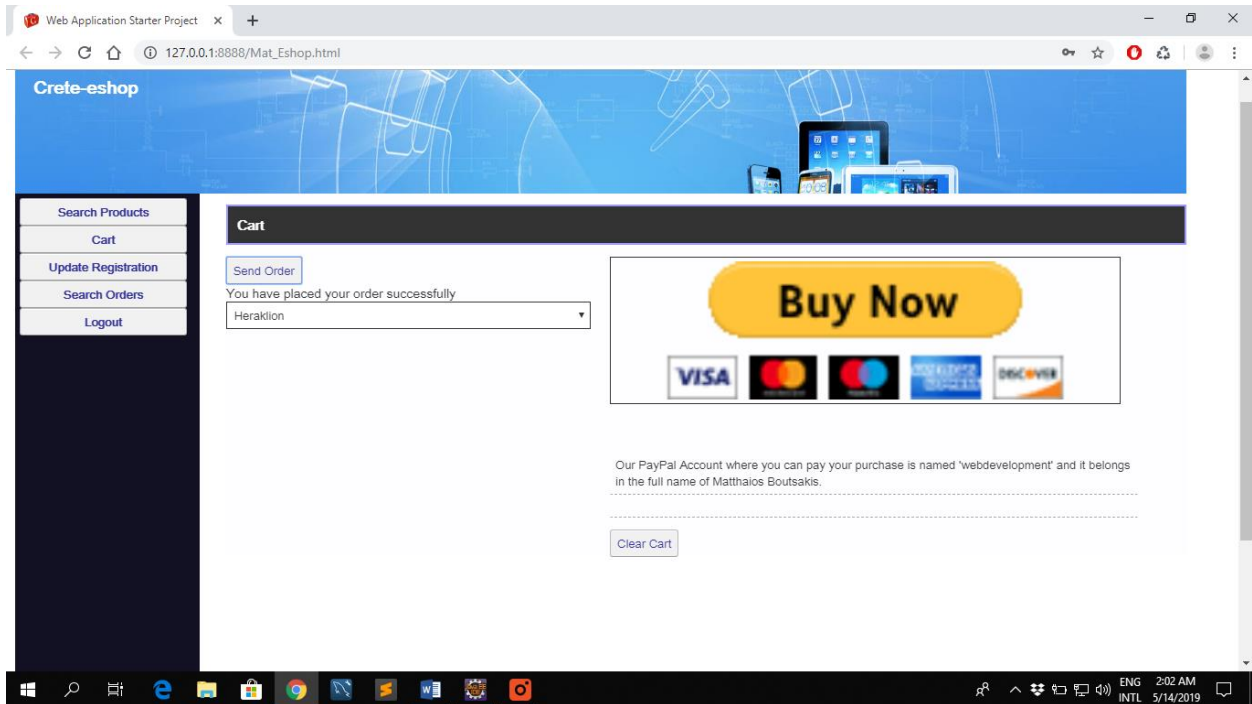 Web Application Starter Project
127.0.0.1:8888/Mat_Eshop.html
Crete-eshop
Search Products
Cart
Update Registration
Search Orders
Logout
Cart
Send Order
You have placed your order successfully
Heraklion
Buy Now
VISA
DISCOVER
Our PayPal Account where you can pay your purchase is named 'webdevelopment' and it belongs
in the full name of Matthaios Boutsakis.
Clear Cart
ENG
INTL
2:02 AM
5/14/2019